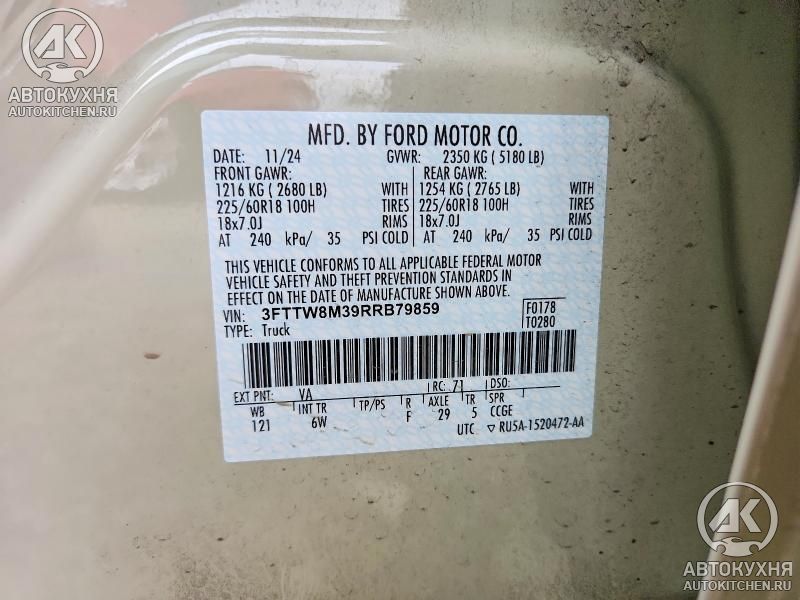 AK
АВТОКУХНЯ
AUTOKITCHEN.RU
MFD. BY FORD MOTOR CO.
DATE: 11/24 GVWR: 2350 KG ( 5180 LB)
FRONT GAWR: REAR GAWR:
1216 KG ( 2680 LB) WITH 1254 KG ( 2765 LB) WITH
225/60R18 100H TIRES 225/60R18 100H TIRES
18x7.0J RIMS 18x7.0J RIMS
AT 240 kPa/ 35 PSI COLD AT 240 kPa/ 35 PSI COLD
THIS VEHICLE CONFORMS TO ALL APPLICABLE FEDERAL MOTOR
VEHICLE SAFETY AND THEFT PREVENTION STANDARDS IN
EFFECT ON THE DATE OF MANUFACTURE SHOWN ABOVE.
VIN: 3FTTW8M39RRB79859 F0178
TYPE: Truck T0280
EXT PNT: VA RC: 71 DSO:
WB INT TR TP/PS R AXLE TR SPR
121 6W F 29 5 CCGE
UTC ▽ RU5A-1520472-AA
AK
АВТОКУХНЯ
AUTOKITCHEN.RU